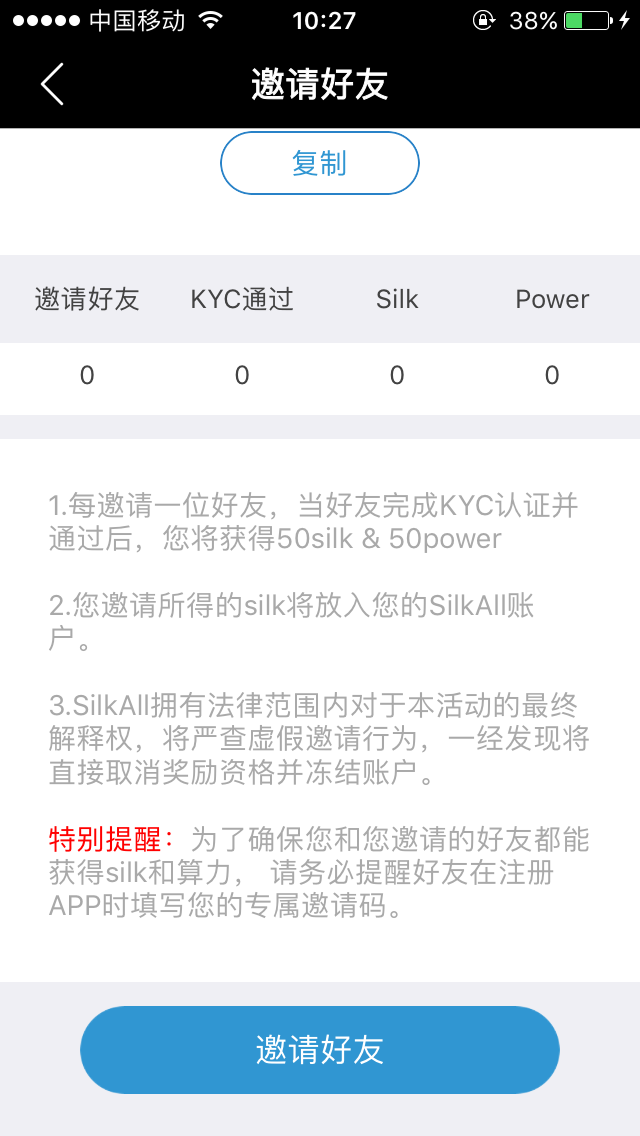 中国移动 10:27 38%
邀请好友
复制
邀请好友 KYC通过 Silk Power
0 0 0 0
1.每邀请一位好友，当好友完成KYC认证并
通过后，您将获得50silk & 50power
2.您邀请所得的silk将放入您的SilkAll账
户。
3.SilkAll拥有法律范围内对于本活动的最终
解释权，将严查虚假邀请行为，一经发现将
直接取消奖励资格并冻结账户。
特别提醒：为了确保您和您邀请的好友都能
获得silk和算力， 请务必提醒好友在注册
APP时填写您的专属邀请码。
邀请好友